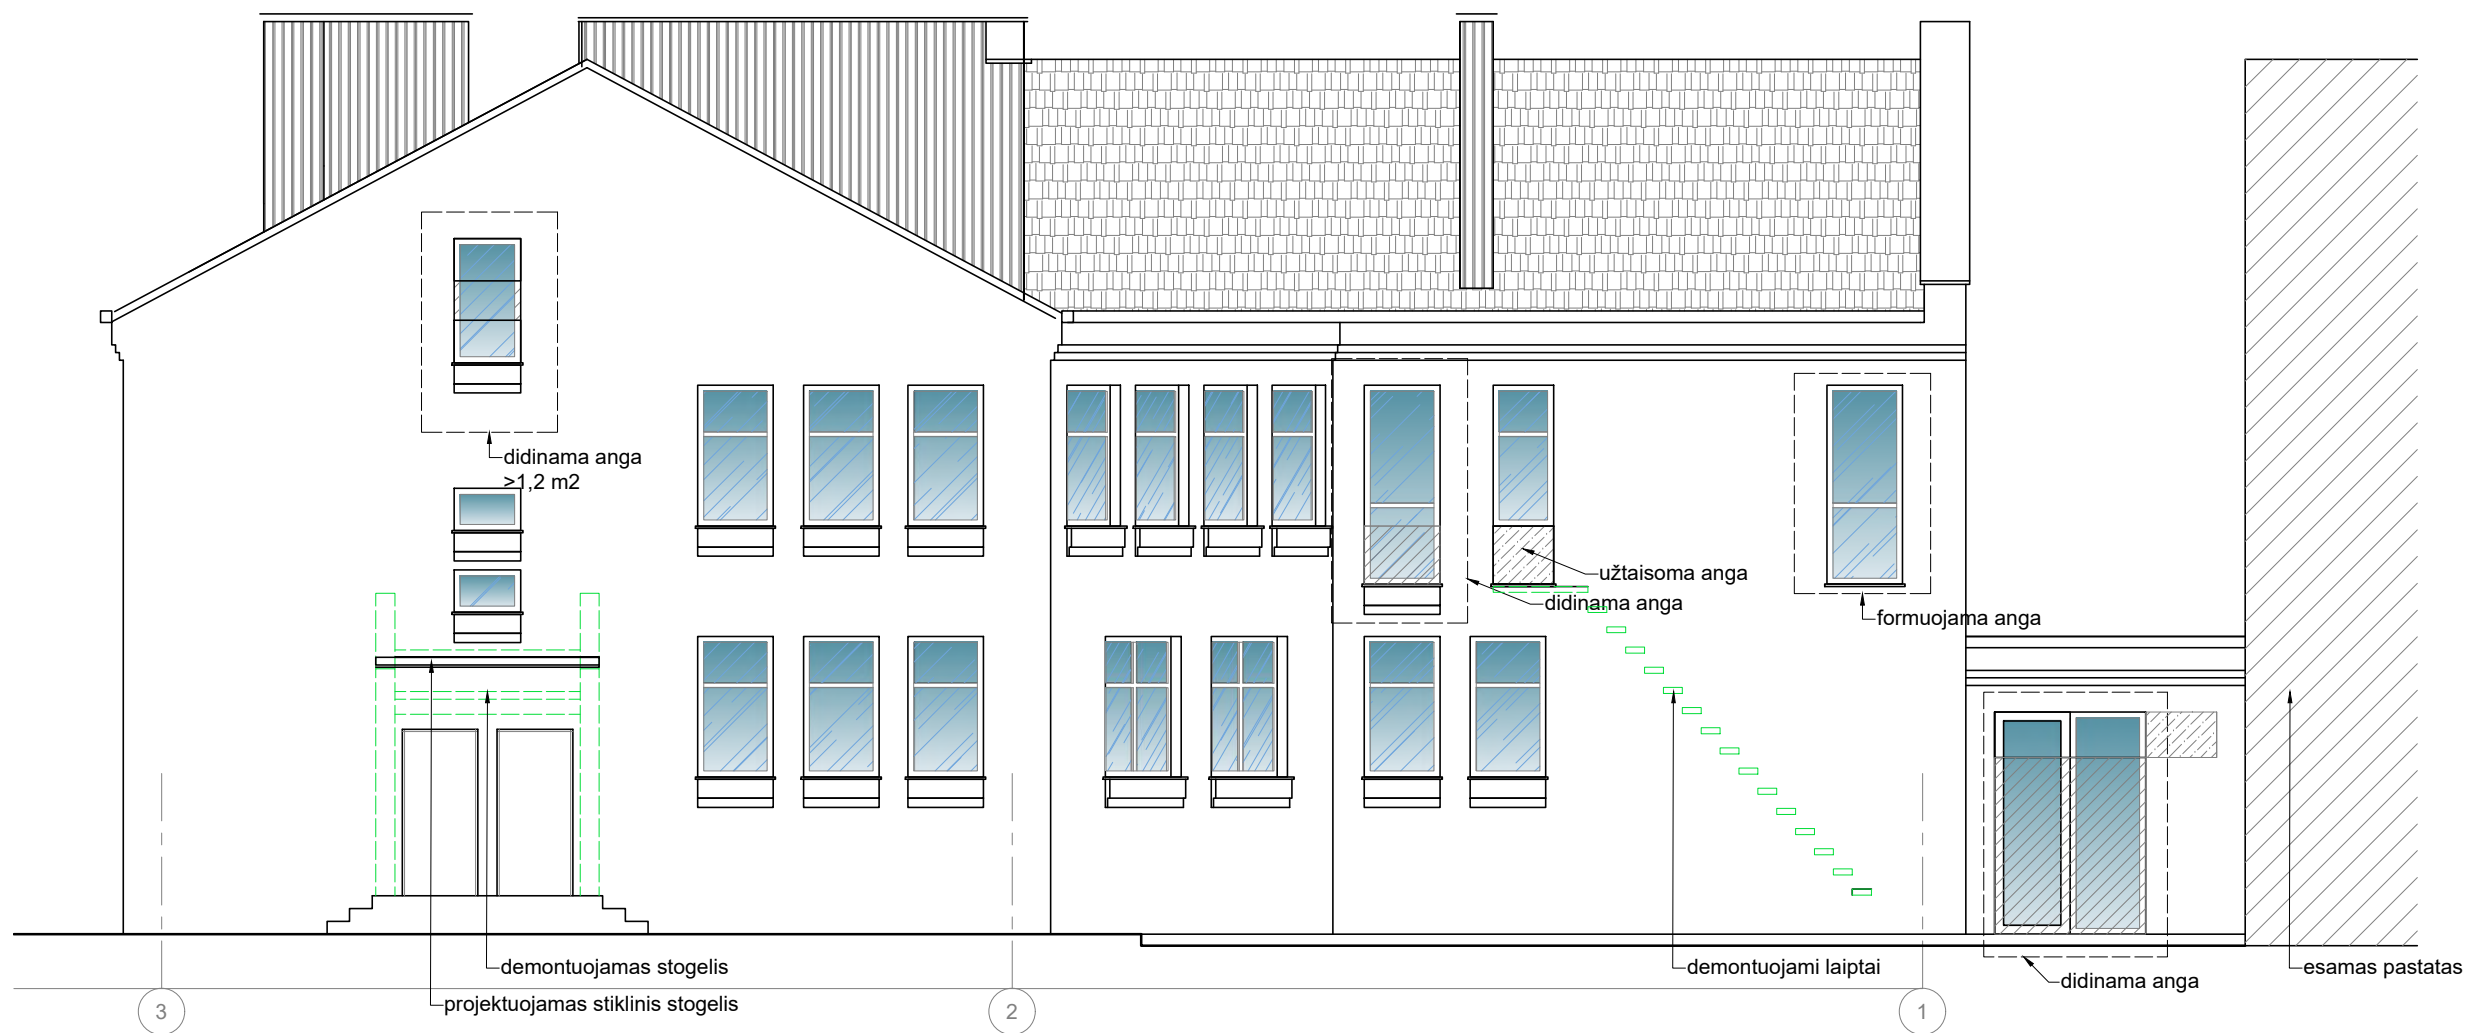 didinama anga
>1,2 m2
užtaisoma anga
didinama anga
formuojama anga
demontuojamas stogelis
demontuojami laiptai
esamas pastatas
didinama anga
projektuojamas stiklinis stogelis
3
2
1